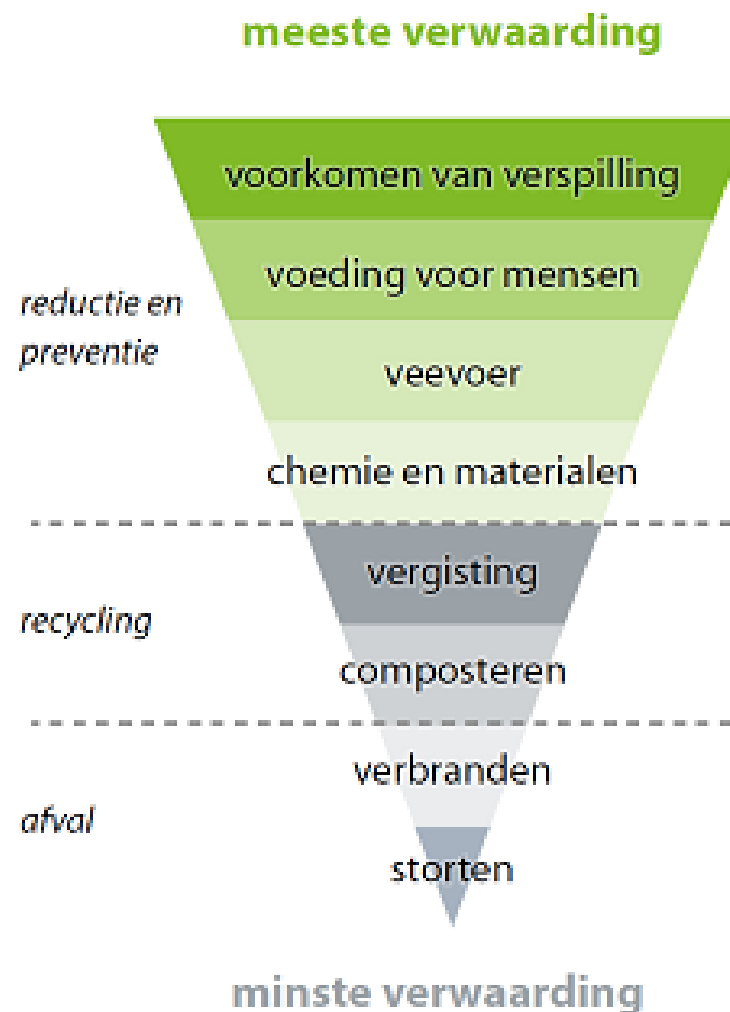 meeste verwaarding
voorkomen van verspilling
voeding voor mensen
reductie en
preventie
veevoer
chemie en materialen
vergisting
recycling
composteren
verbranden
afval
storten
minste verwaarding